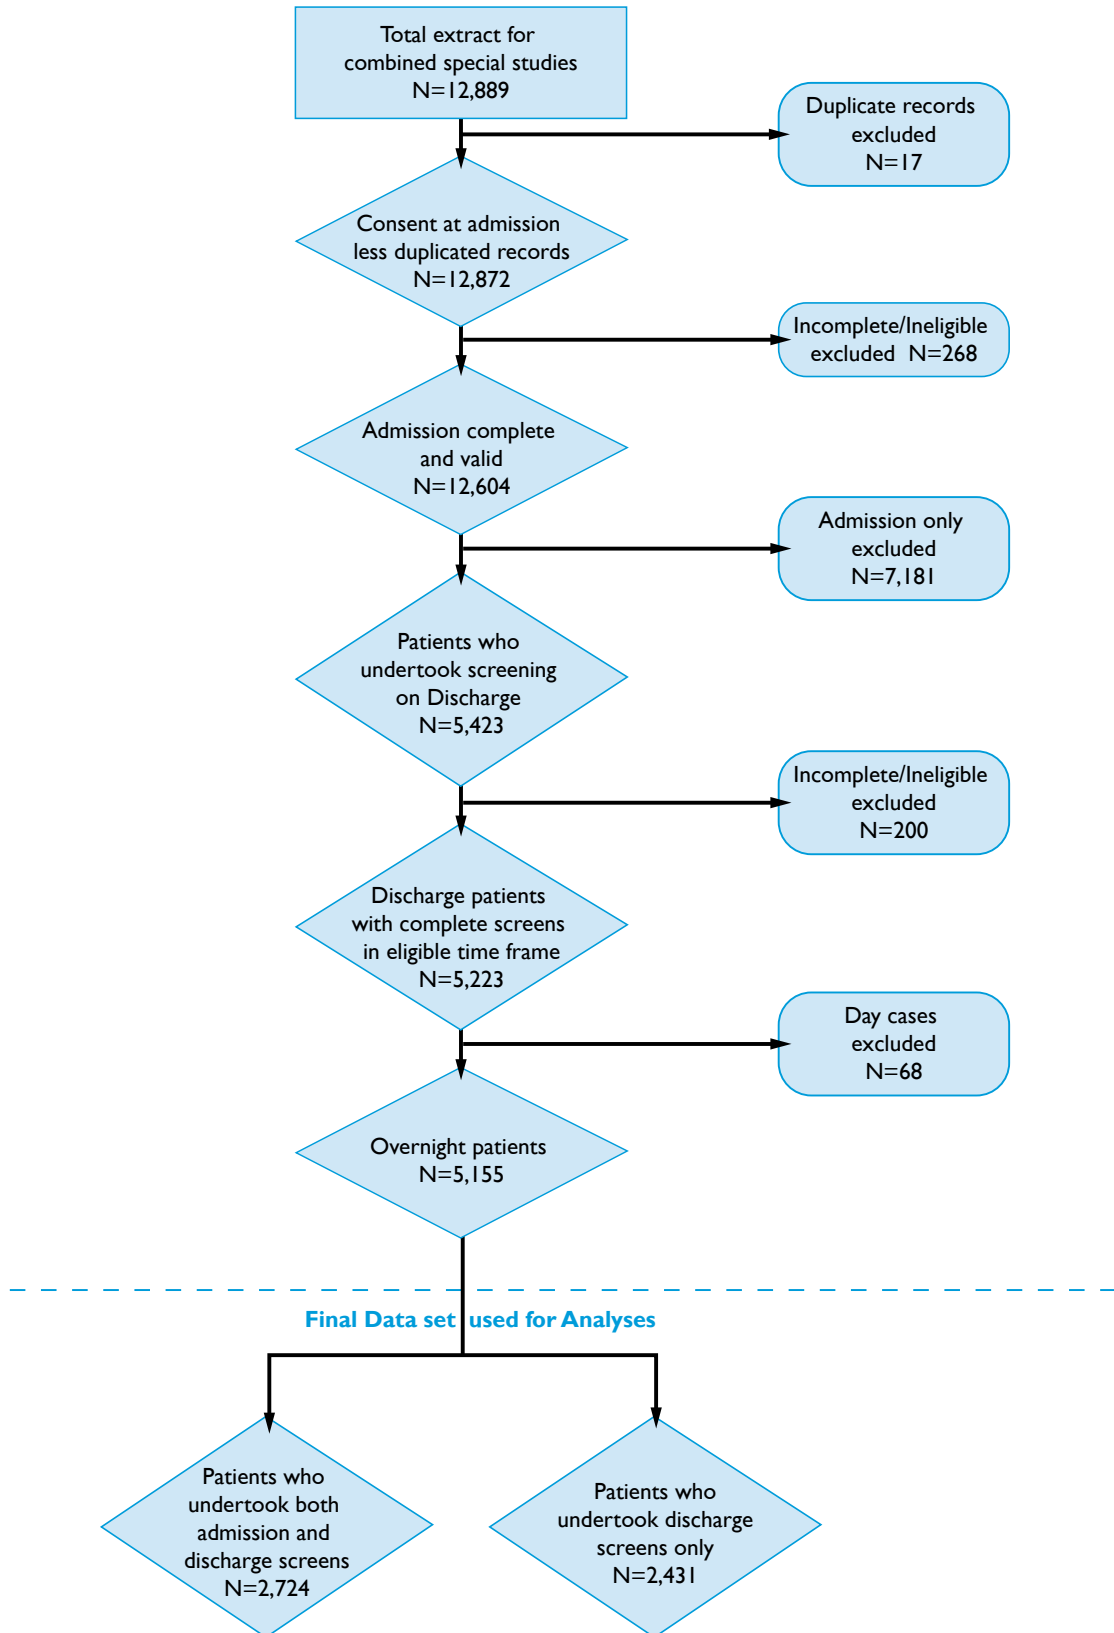 Total extract for
combined special studies
N=12,889
Duplicate records
excluded
N=17
Consent at admission
less duplicated records
N=12,872
Incomplete/Ineligible
excluded N=268
Admission complete
and valid
N=12,604
Admission only
excluded
N=7,181
Patients who
undertook screening
on Discharge
N=5,423
Incomplete/Ineligible
excluded
N=200
Discharge patients
with complete screens
in eligible time frame
N=5,223
Day cases
excluded
N=68
Overnight patients
N=5,155
Final Data set used for Analyses
Patients who
undertook both
admission and
discharge screens
N=2,724
Patients who
undertook discharge
screens only
N=2,431